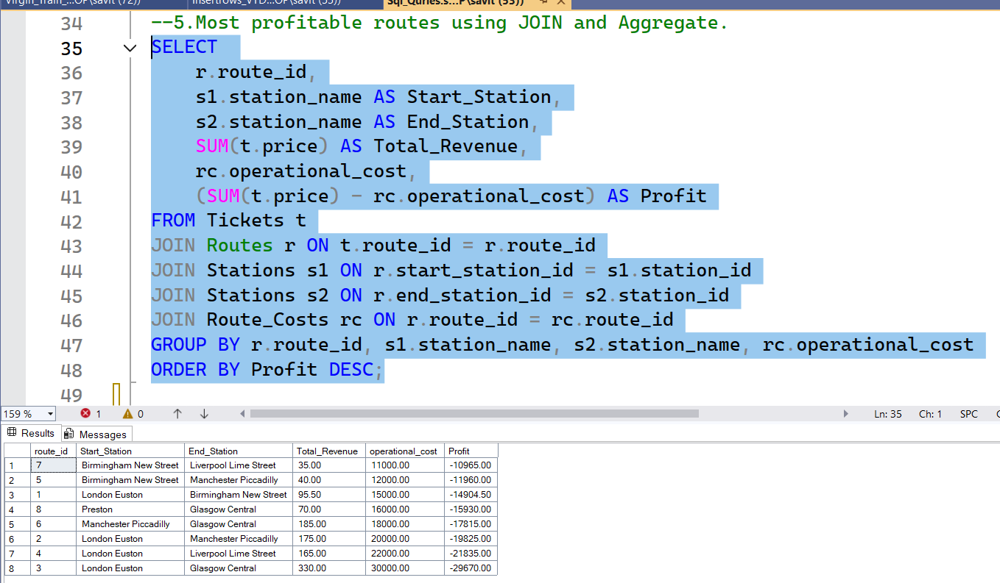 Virgin_Train_...OP\savit (72))
Insertrows_VTD...OP\savit (55))
Sql_Quries.s...P\savit (53))
34 --5.Most profitable routes using JOIN and Aggregate.
35 SELECT
36 r.route_id,
37 s1.station_name AS Start_Station,
38 s2.station_name AS End_Station,
39 SUM(t.price) AS Total_Revenue,
40 rc.operational_cost,
41 (SUM(t.price) - rc.operational_cost) AS Profit
42 FROM Tickets t
43 JOIN Routes r ON t.route_id = r.route_id
44 JOIN Stations s1 ON r.start_station_id = s1.station_id
45 JOIN Stations s2 ON r.end_station_id = s2.station_id
46 JOIN Route_Costs rc ON r.route_id = rc.route_id
47 GROUP BY r.route_id, s1.station_name, s2.station_name, rc.operational_cost
48 ORDER BY Profit DESC;
49
159 % 1 0 Ln: 35 Ch: 1 SPC
Results Messages
route_id Start_Station End_Station Total_Revenue operational_cost Profit
1 7 Birmingham New Street Liverpool Lime Street 35.00 11000.00 -10965.00
2 5 Birmingham New Street Manchester Piccadilly 40.00 12000.00 -11960.00
3 1 London Euston Birmingham New Street 95.50 15000.00 -14904.50
4 8 Preston Glasgow Central 70.00 16000.00 -15930.00
5 6 Manchester Piccadilly Glasgow Central 185.00 18000.00 -17815.00
6 2 London Euston Manchester Piccadilly 175.00 20000.00 -19825.00
7 4 London Euston Liverpool Lime Street 165.00 22000.00 -21835.00
8 3 London Euston Glasgow Central 330.00 30000.00 -29670.00